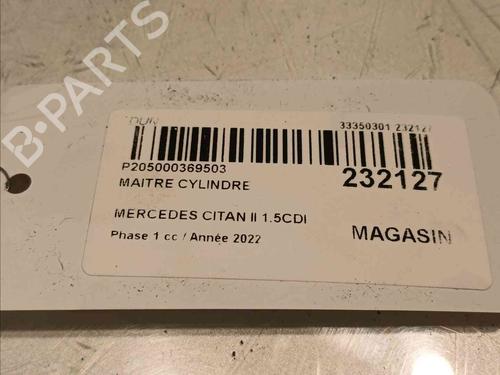 B-PARTS
33350301 232127
P205000369503
232127
MAITRE CYLINDRE
MERCEDES CITAN II 1.5CDI
Phase 1 cc / Année 2022
MAGASIN